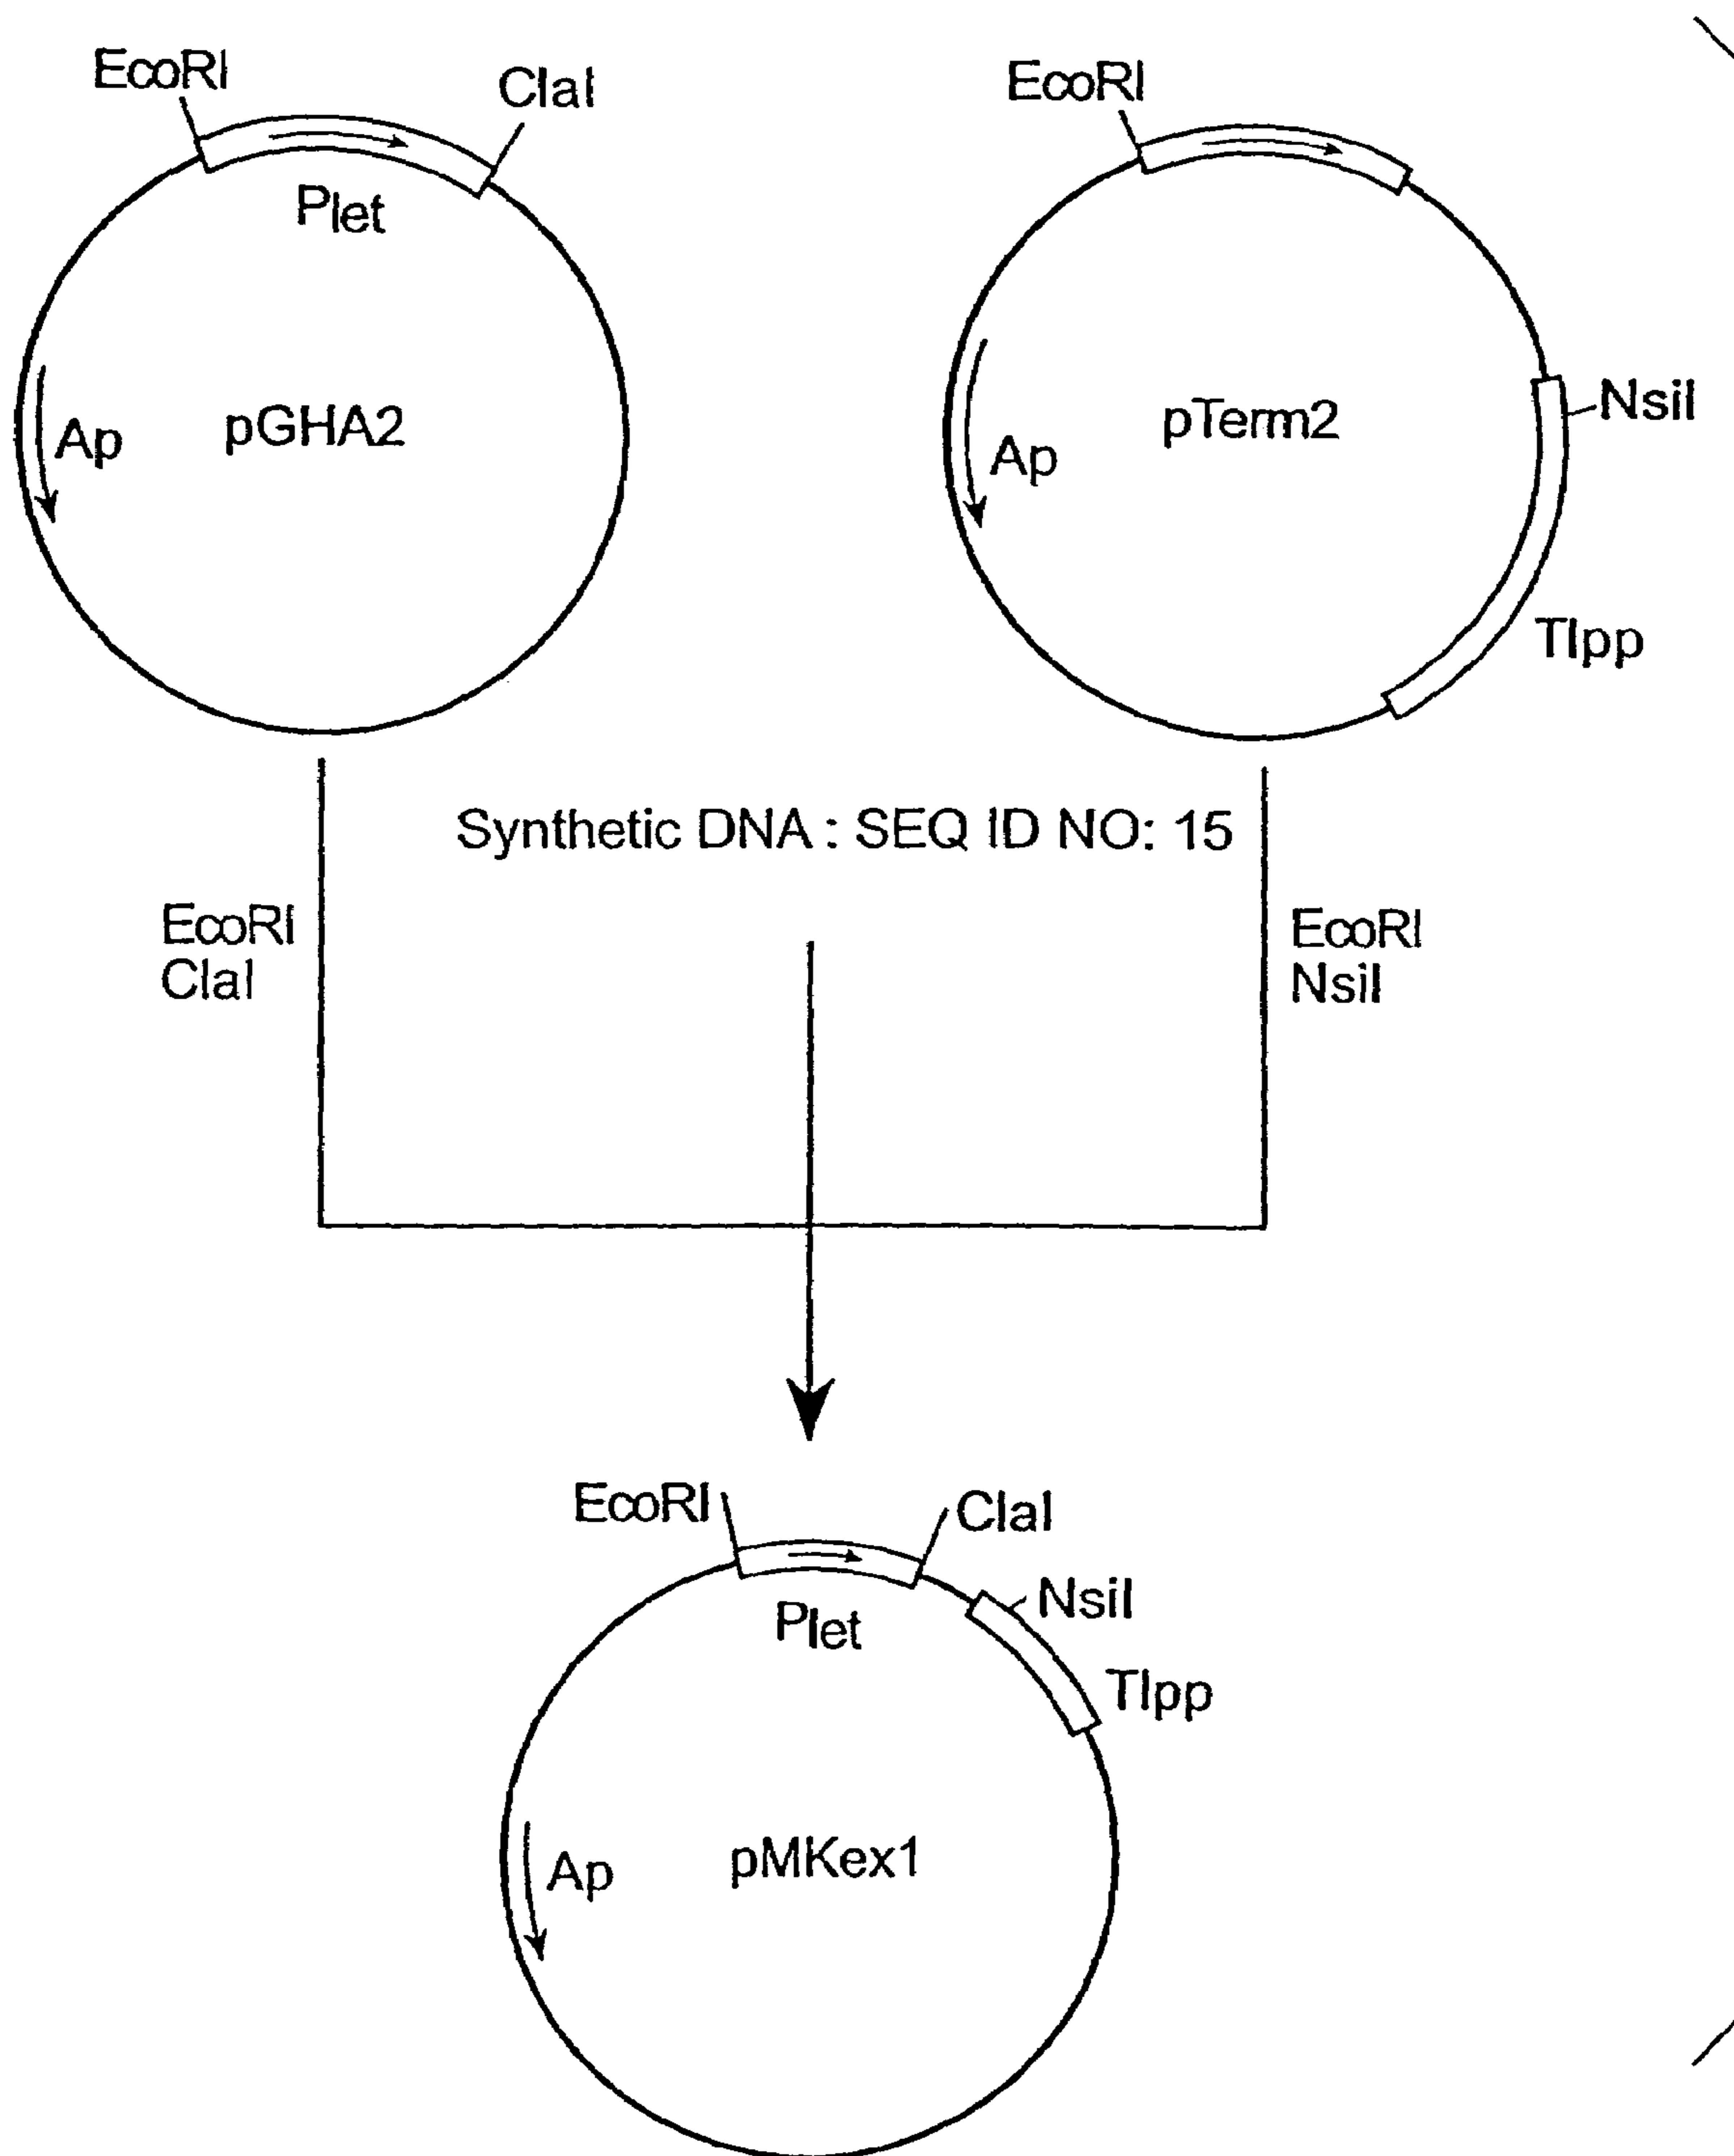 EcoRI
ClaI
Plet
Ap
pGHA2
EcoRI
NsiI
Ap
pTerm2
Tlpp
Synthetic DNA : SEQ ID NO: 15
EcoRI
ClaI
EcoRI
NsiI
EcoRI
ClaI
Plet
NsiI
Tlpp
Ap
pMKex1